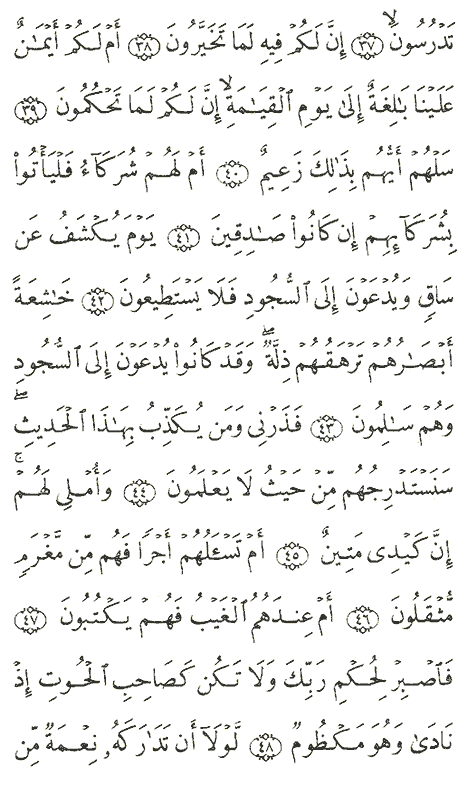 تَدْرُسُونَ ۙ ﴿٣٧﴾ إِنَّ لَكُمْ فِيهِ لَمَا تَخَيَّرُونَ ﴿٣٨﴾ أَمْ لَكُمْ أَيْمَـٰنٌ
عَلَيْنَا بَـٰلِغَةٌ إِلَىٰ يَوْمِ ٱلْقِيَـٰمَةِ ۙ إِنَّ لَكُمْ لَمَا تَحْكُمُونَ ﴿٣٩﴾
سَلْهُمْ أَيُّهُم بِذَٰلِكَ زَعِيمٌ ﴿٤٠﴾ أَمْ لَهُمْ شُرَكَآءُ فَلْيَأْتُوا۟
بِشُرَكَآئِهِمْ إِن كَانُوا۟ صَـٰدِقِينَ ﴿٤١﴾ يَوْمَ يُكْشَفُ عَن
سَاقٍ وَيُدْعَوْنَ إِلَى ٱلسُّجُودِ فَلَا يَسْتَطِيعُونَ ﴿٤٢﴾ خَـٰشِعَةً
أَبْصَـٰرُهُمْ تَرْهَقُهُمْ ذِلَّةٌ ۖ وَقَدْ كَانُوا۟ يُدْعَوْنَ إِلَى ٱلسُّجُودِ
وَهُمْ سَـٰلِمُونَ ﴿٤٣﴾ فَذَرْنِى وَمَن يُكَذِّبُ بِهَـٰذَا ٱلْحَدِيثِ ۖ
سَنَسْتَدْرِجُهُم مِّنْ حَيْثُ لَا يَعْلَمُونَ ﴿٤٤﴾ وَأُمْلِى لَهُمْ ۚ
إِنَّ كَيْدِى مَتِينٌ ﴿٤٥﴾ أَمْ تَسْـَٔلُهُمْ أَجْرًا فَهُم مِّن مَّغْرَمٍ
مُّثْقَلُونَ ﴿٤٦﴾ أَمْ عِندَهُمُ ٱلْغَيْبُ فَهُمْ يَكْتُبُونَ ﴿٤٧﴾
فَٱصْبِرْ لِحُكْمِ رَبِّكَ وَلَا تَكُن كَصَاحِبِ ٱلْحُوتِ إِذْ
نَادَىٰ وَهُوَ مَكْظُومٌ ﴿٤٨﴾ لَّوْلَآ أَن تَدَٰرَكَهُۥ نِعْمَةٌ مِّن